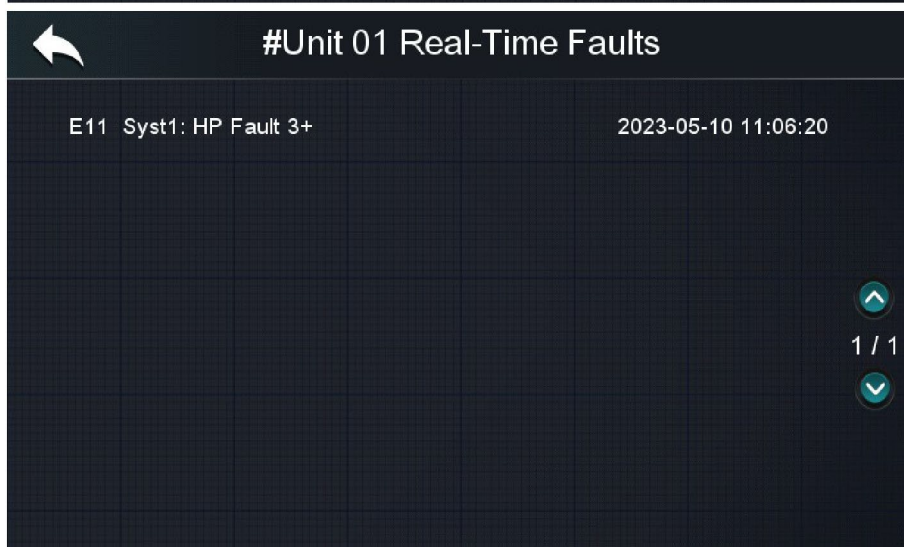 #Unit 01 Real-Time Faults
E11 Syst1: HP Fault 3+ 2023-05-10 11:06:20
1 / 1